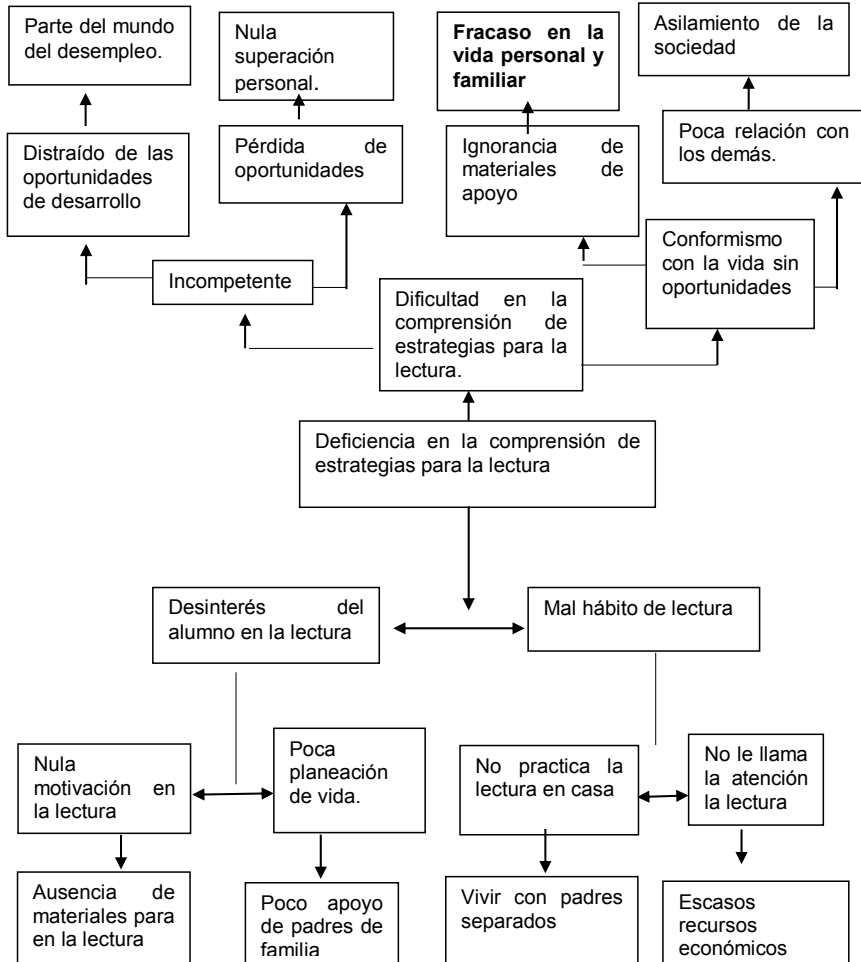 Parte del mundo
del desempleo.
Nula
superación
personal.
Fracaso en la
vida personal y
familiar
Asilamiento de la
sociedad
Distraído de las
oportunidades
de desarrollo
Pérdida de
oportunidades
Ignorancia de
materiales de
apoyo
Poca relación con
los demás.
Incompetente
Conformismo
con la vida sin
oportunidades
Dificultad en la
comprensión de
estrategias para la
lectura.
Deficiencia en la comprensión de
estrategias para la lectura
Desinterés del
alumno en la lectura
Mal hábito de lectura
Nula
motivación en
la lectura
Poca
planeación
de vida.
No practica la
lectura en casa
No le llama
la atención
la lectura
Ausencia de
materiales para
en la lectura
Poco apoyo
de padres de
familia
Vivir con padres
separados
Escasos
recursos
económicos